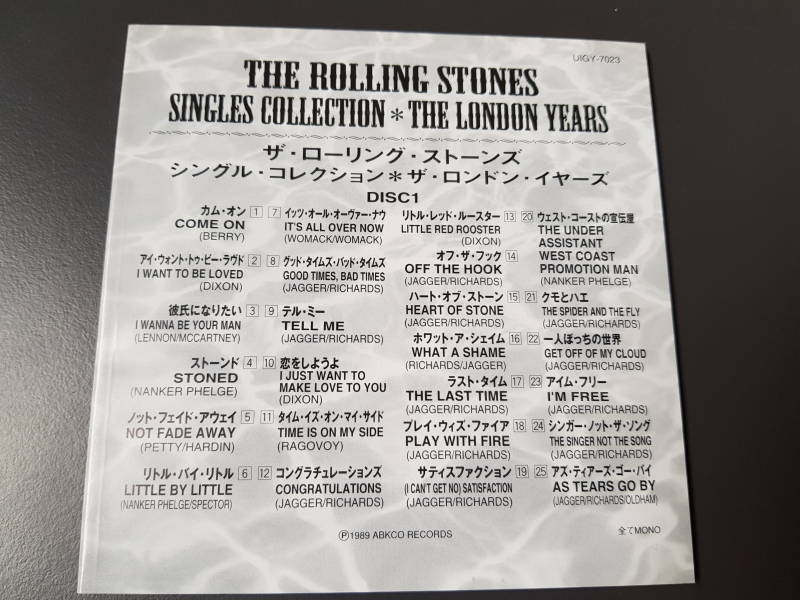 UIGY-7023
THE ROLLING STONES
SINGLES COLLECTION＊THE LONDON YEARS
ザ・ローリング・ストーンズ
シングル・コレクション＊ザ・ロンドン・イヤーズ
DISC1
カム・オン 1
COME ON
(BERRY)
アイ・ウォント・トゥ・ビー・ラヴド 2
I WANT TO BE LOVED
(DIXON)
彼氏になりたい 3
I WANNA BE YOUR MAN
(LENNON/McCARTNEY)
ストーンド 4
STONED
(NANKER PHELGE)
ノット・フェイド・アウェイ 5
NOT FADE AWAY
(PETTY/HARDIN)
リトル・バイ・リトル 6
LITTLE BY LITTLE
(NANKER PHELGE/SPECTOR)
7 イッツ・オール・オーヴァー・ナウ
IT'S ALL OVER NOW
(WOMACK/WOMACK)
8 グッド・タイムズ・バッド・タイムズ
GOOD TIMES, BAD TIMES
(JAGGER/RICHARDS)
9 テル・ミー
TELL ME
(JAGGER/RICHARDS)
10 恋をしようよ
I JUST WANT TO
MAKE LOVE TO YOU
(DIXON)
11 タイム・イズ・オン・マイ・サイド
TIME IS ON MY SIDE
(RAGOVOY)
12 コングラチュレーションズ
CONGRATULATIONS
(JAGGER/RICHARDS)
リトル・レッド・ルースター 13
LITTLE RED ROOSTER
(DIXON)
オフ・ザ・フック 14
OFF THE HOOK
(JAGGER/RICHARDS)
ハート・オブ・ストーン 15
HEART OF STONE
(JAGGER/RICHARDS)
ホワット・ア・シェイム 16
WHAT A SHAME
(RICHARDS/JAGGER)
ラスト・タイム 17
THE LAST TIME
(JAGGER/RICHARDS)
プレイ・ウィズ・ファイア 18
PLAY WITH FIRE
(JAGGER/RICHARDS)
サティスファクション 19
(I CAN'T GET NO) SATISFACTION
(JAGGER/RICHARDS)
20 ウェスト・コーストの宣伝屋
THE UNDER
ASSISTANT
WEST COAST
PROMOTION MAN
(NANKER PHELGE)
21 クモとハエ
THE SPIDER AND THE FLY
(JAGGER/RICHARDS)
22 一人ぼっちの世界
GET OFF OF MY CLOUD
(JAGGER/RICHARDS)
23 アイム・フリー
I'M FREE
(JAGGER/RICHARDS)
24 シンガー・ノット・ザ・ソング
THE SINGER NOT THE SONG
(JAGGER/RICHARDS)
25 アズ・ティアーズ・ゴー・バイ
AS TEARS GO BY
(JAGGER/RICHARDS/OLDHAM)
Ⓟ1989 ABKCO RECORDS
全てMONO